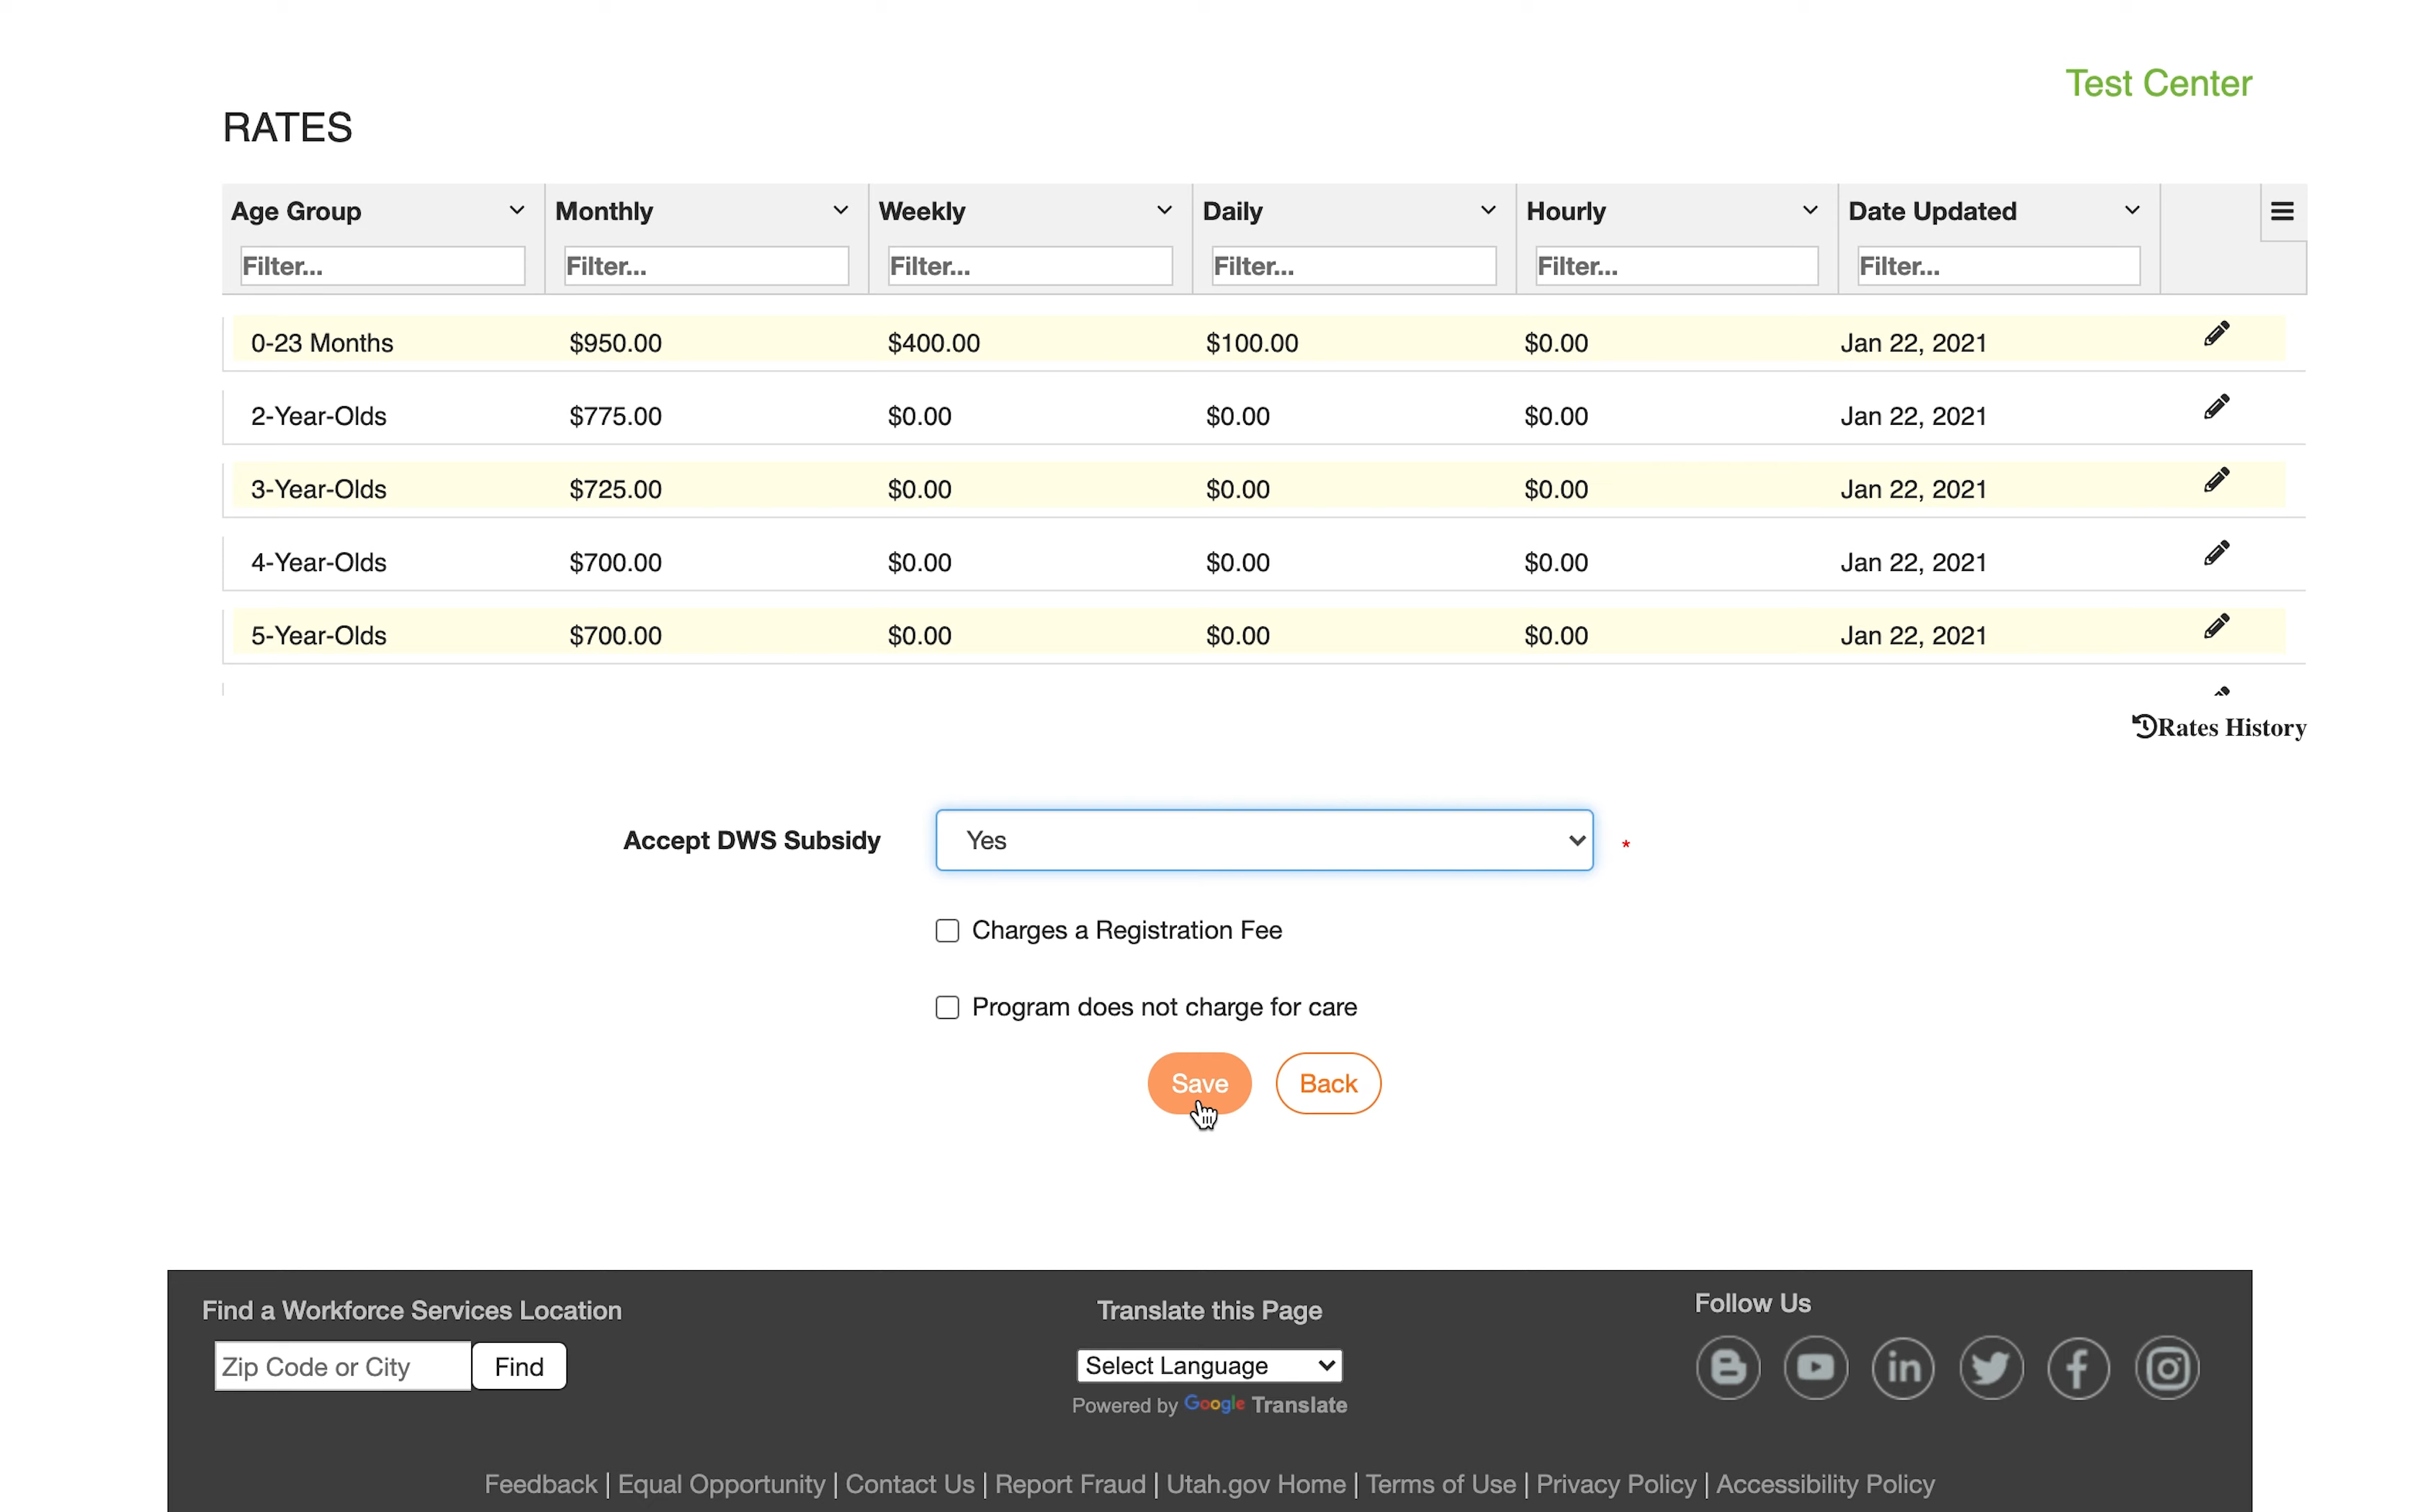 Test Center
RATES
Age Group Monthly Weekly Daily Hourly Date Updated
Filter... Filter... Filter... Filter... Filter... Filter...
0-23 Months $950.00 $400.00 $100.00 $0.00 Jan 22, 2021
2-Year-Olds $775.00 $0.00 $0.00 $0.00 Jan 22, 2021
3-Year-Olds $725.00 $0.00 $0.00 $0.00 Jan 22, 2021
4-Year-Olds $700.00 $0.00 $0.00 $0.00 Jan 22, 2021
5-Year-Olds $700.00 $0.00 $0.00 $0.00 Jan 22, 2021
Rates History
Accept DWS Subsidy Yes *
Charges a Registration Fee
Program does not charge for care
Save Back
Find a Workforce Services Location Translate this Page Follow Us
Zip Code or City Find Select Language
Powered by Google Translate
Feedback | Equal Opportunity | Contact Us | Report Fraud | Utah.gov Home | Terms of Use | Privacy Policy | Accessibility Policy